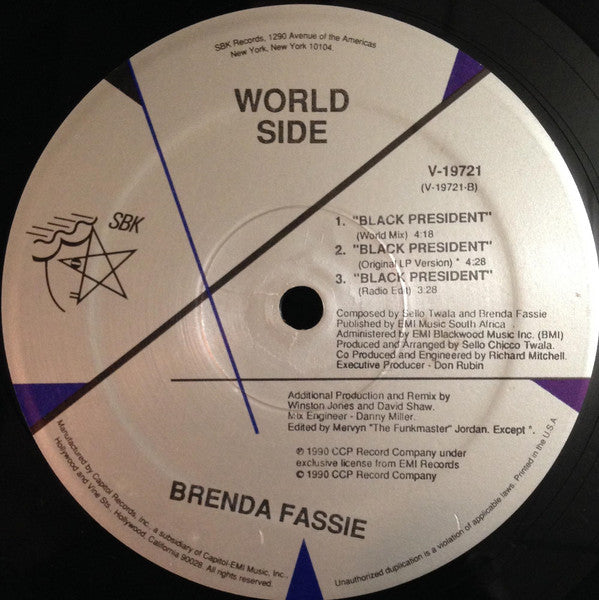 SBK Records, 1290 Avenue of the Americas
New York, New York 10104.
WORLD
SIDE
V-19721
(V-19721-B)
SBK
1. "BLACK PRESIDENT"
(World Mix) 4:18
2. "BLACK PRESIDENT"
(Original LP Version) * 4:28
3. "BLACK PRESIDENT"
(Radio Edit) 3:28
Composed by Sello Twala and Brenda Fassie
Published by EMI Music South Africa
Administered by EMI Blackwood Music Inc. (BMI)
Produced and Arranged by Sello Chicco Twala.
Co Produced and Engineered by Richard Mitchell.
Executive Producer - Don Rubin
Additional Production and Remix by
Winston Jones and David Shaw.
Mix Engineer - Danny Miller.
Edited by Mervyn "The Funkmaster" Jordan. Except *.
℗ 1990 CCP Record Company under
exclusive license from EMI Records
© 1990 CCP Record Company
BRENDA FASSIE
Manufactured by Capitol Records, Inc., a subsidiary of Capitol-EMI Music, Inc.,
Hollywood and Vine Sts. Hollywood,
California 90028. All rights reserved.
Unauthorized duplication is a violation of applicable laws. Printed in the U.S.A.